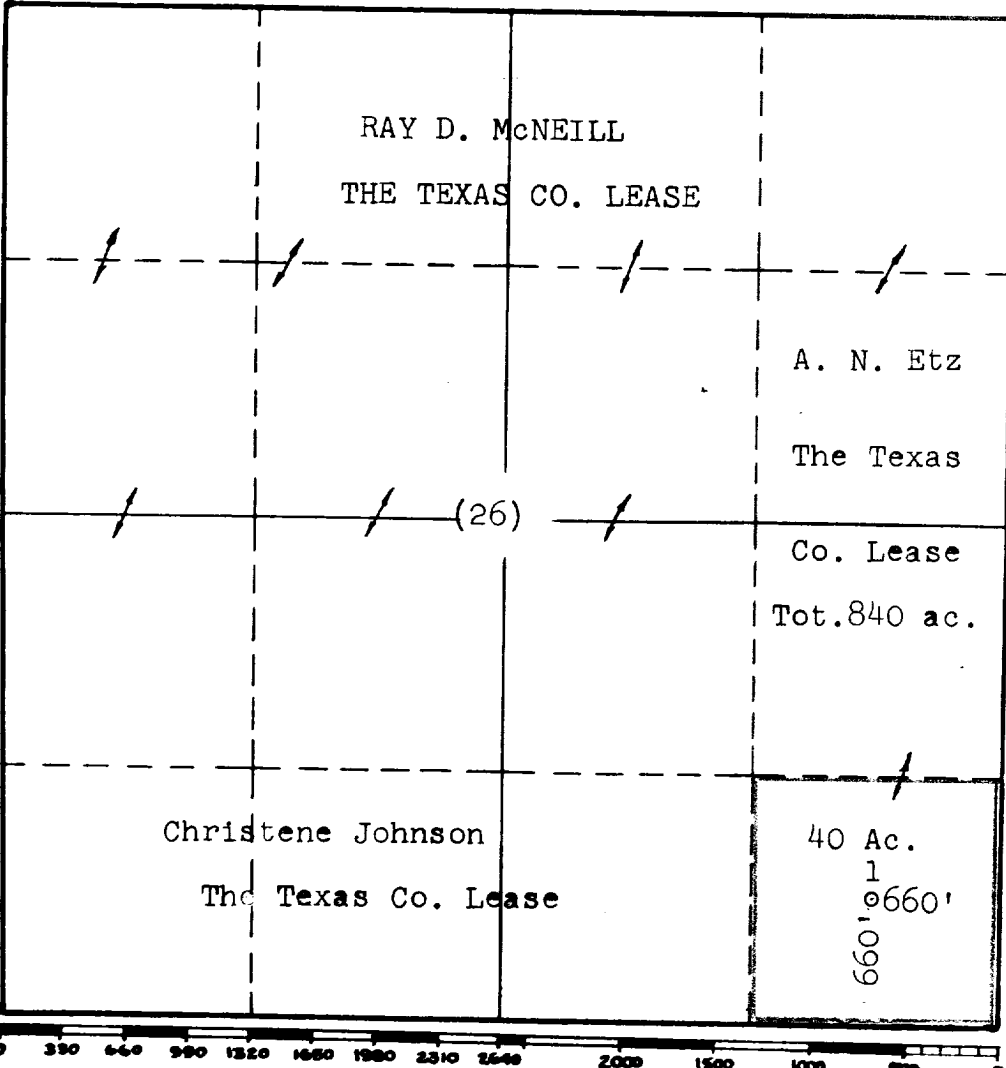 RAY D. McNEILL
THE TEXAS CO. LEASE
A. N. Etz
The Texas
(26)
Co. Lease
Tot. 840 ac.
Christene Johnson
The Texas Co. Lease
40 Ac.
1
660'
660'
0 330 660 990 1320 1650 1980 2310 2640 2000 1500 1000